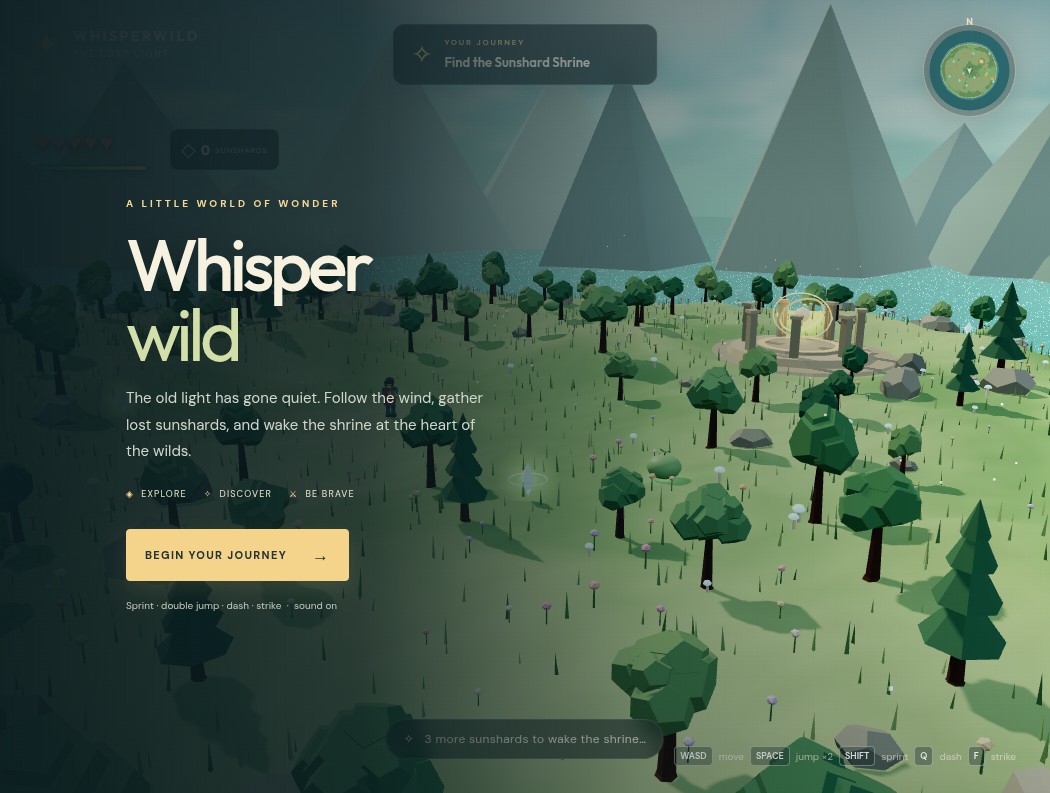 WHISPERWILD
YOUR JOURNEY
Find the Sunshard Shrine
N
0 SUNSHARDS
A LITTLE WORLD OF WONDER
Whisper
wild
The old light has gone quiet. Follow the wind, gather
lost sunshards, and wake the shrine at the heart of
the wilds.
EXPLORE DISCOVER BE BRAVE
BEGIN YOUR JOURNEY →
Sprint · double jump · dash · strike · sound on
3 more sunshards to wake the shrine…
WASD move SPACE jump ×2 SHIFT sprint Q dash F strike